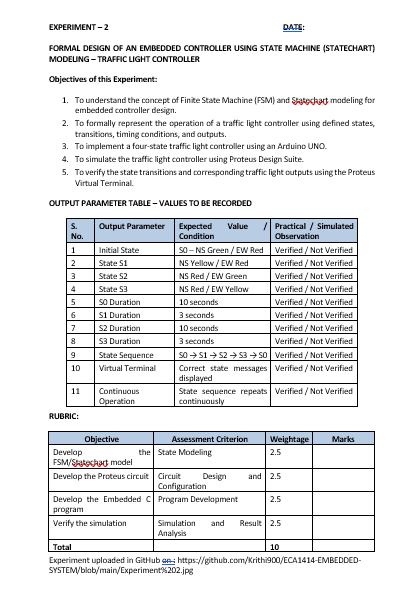 EXPERIMENT – 2 DATE:
FORMAL DESIGN OF AN EMBEDDED CONTROLLER USING STATE MACHINE (STATECHART)
MODELING – TRAFFIC LIGHT CONTROLLER
Objectives of this Experiment:
1. To understand the concept of Finite State Machine (FSM) and Statechart modeling for
embedded controller design.
2. To formally represent the operation of a traffic light controller using defined states,
transitions, timing conditions, and outputs.
3. To implement a four-state traffic light controller using an Arduino UNO.
4. To simulate the traffic light controller using Proteus Design Suite.
5. To verify the state transitions and corresponding traffic light outputs using the Proteus
Virtual Terminal.
OUTPUT PARAMETER TABLE – VALUES TO BE RECORDED
S. Output Parameter Expected Value / Practical / Simulated
No. Condition Observation
1 Initial State S0 – NS Green / EW Red Verified / Not Verified
2 State S1 NS Yellow / EW Red Verified / Not Verified
3 State S2 NS Red / EW Green Verified / Not Verified
4 State S3 NS Red / EW Yellow Verified / Not Verified
5 S0 Duration 10 seconds Verified / Not Verified
6 S1 Duration 3 seconds Verified / Not Verified
7 S2 Duration 10 seconds Verified / Not Verified
8 S3 Duration 3 seconds Verified / Not Verified
9 State Sequence S0 → S1 → S2 → S3 → S0 Verified / Not Verified
10 Virtual Terminal Correct state messages Verified / Not Verified
displayed
11 Continuous State sequence repeats Verified / Not Verified
Operation continuously
RUBRIC:
Objective Assessment Criterion Weightage Marks
Develop the State Modeling 2.5
FSM/Statechart model
Develop the Proteus circuit Circuit Design and 2.5
Configuration
Develop the Embedded C Program Development 2.5
program
Verify the simulation Simulation and Result 2.5
Analysis
Total 10
Experiment uploaded in GitHub on : https://github.com/Krithi900/ECA1414-EMBEDDED-
SYSTEM/blob/main/Experiment%202.jpg